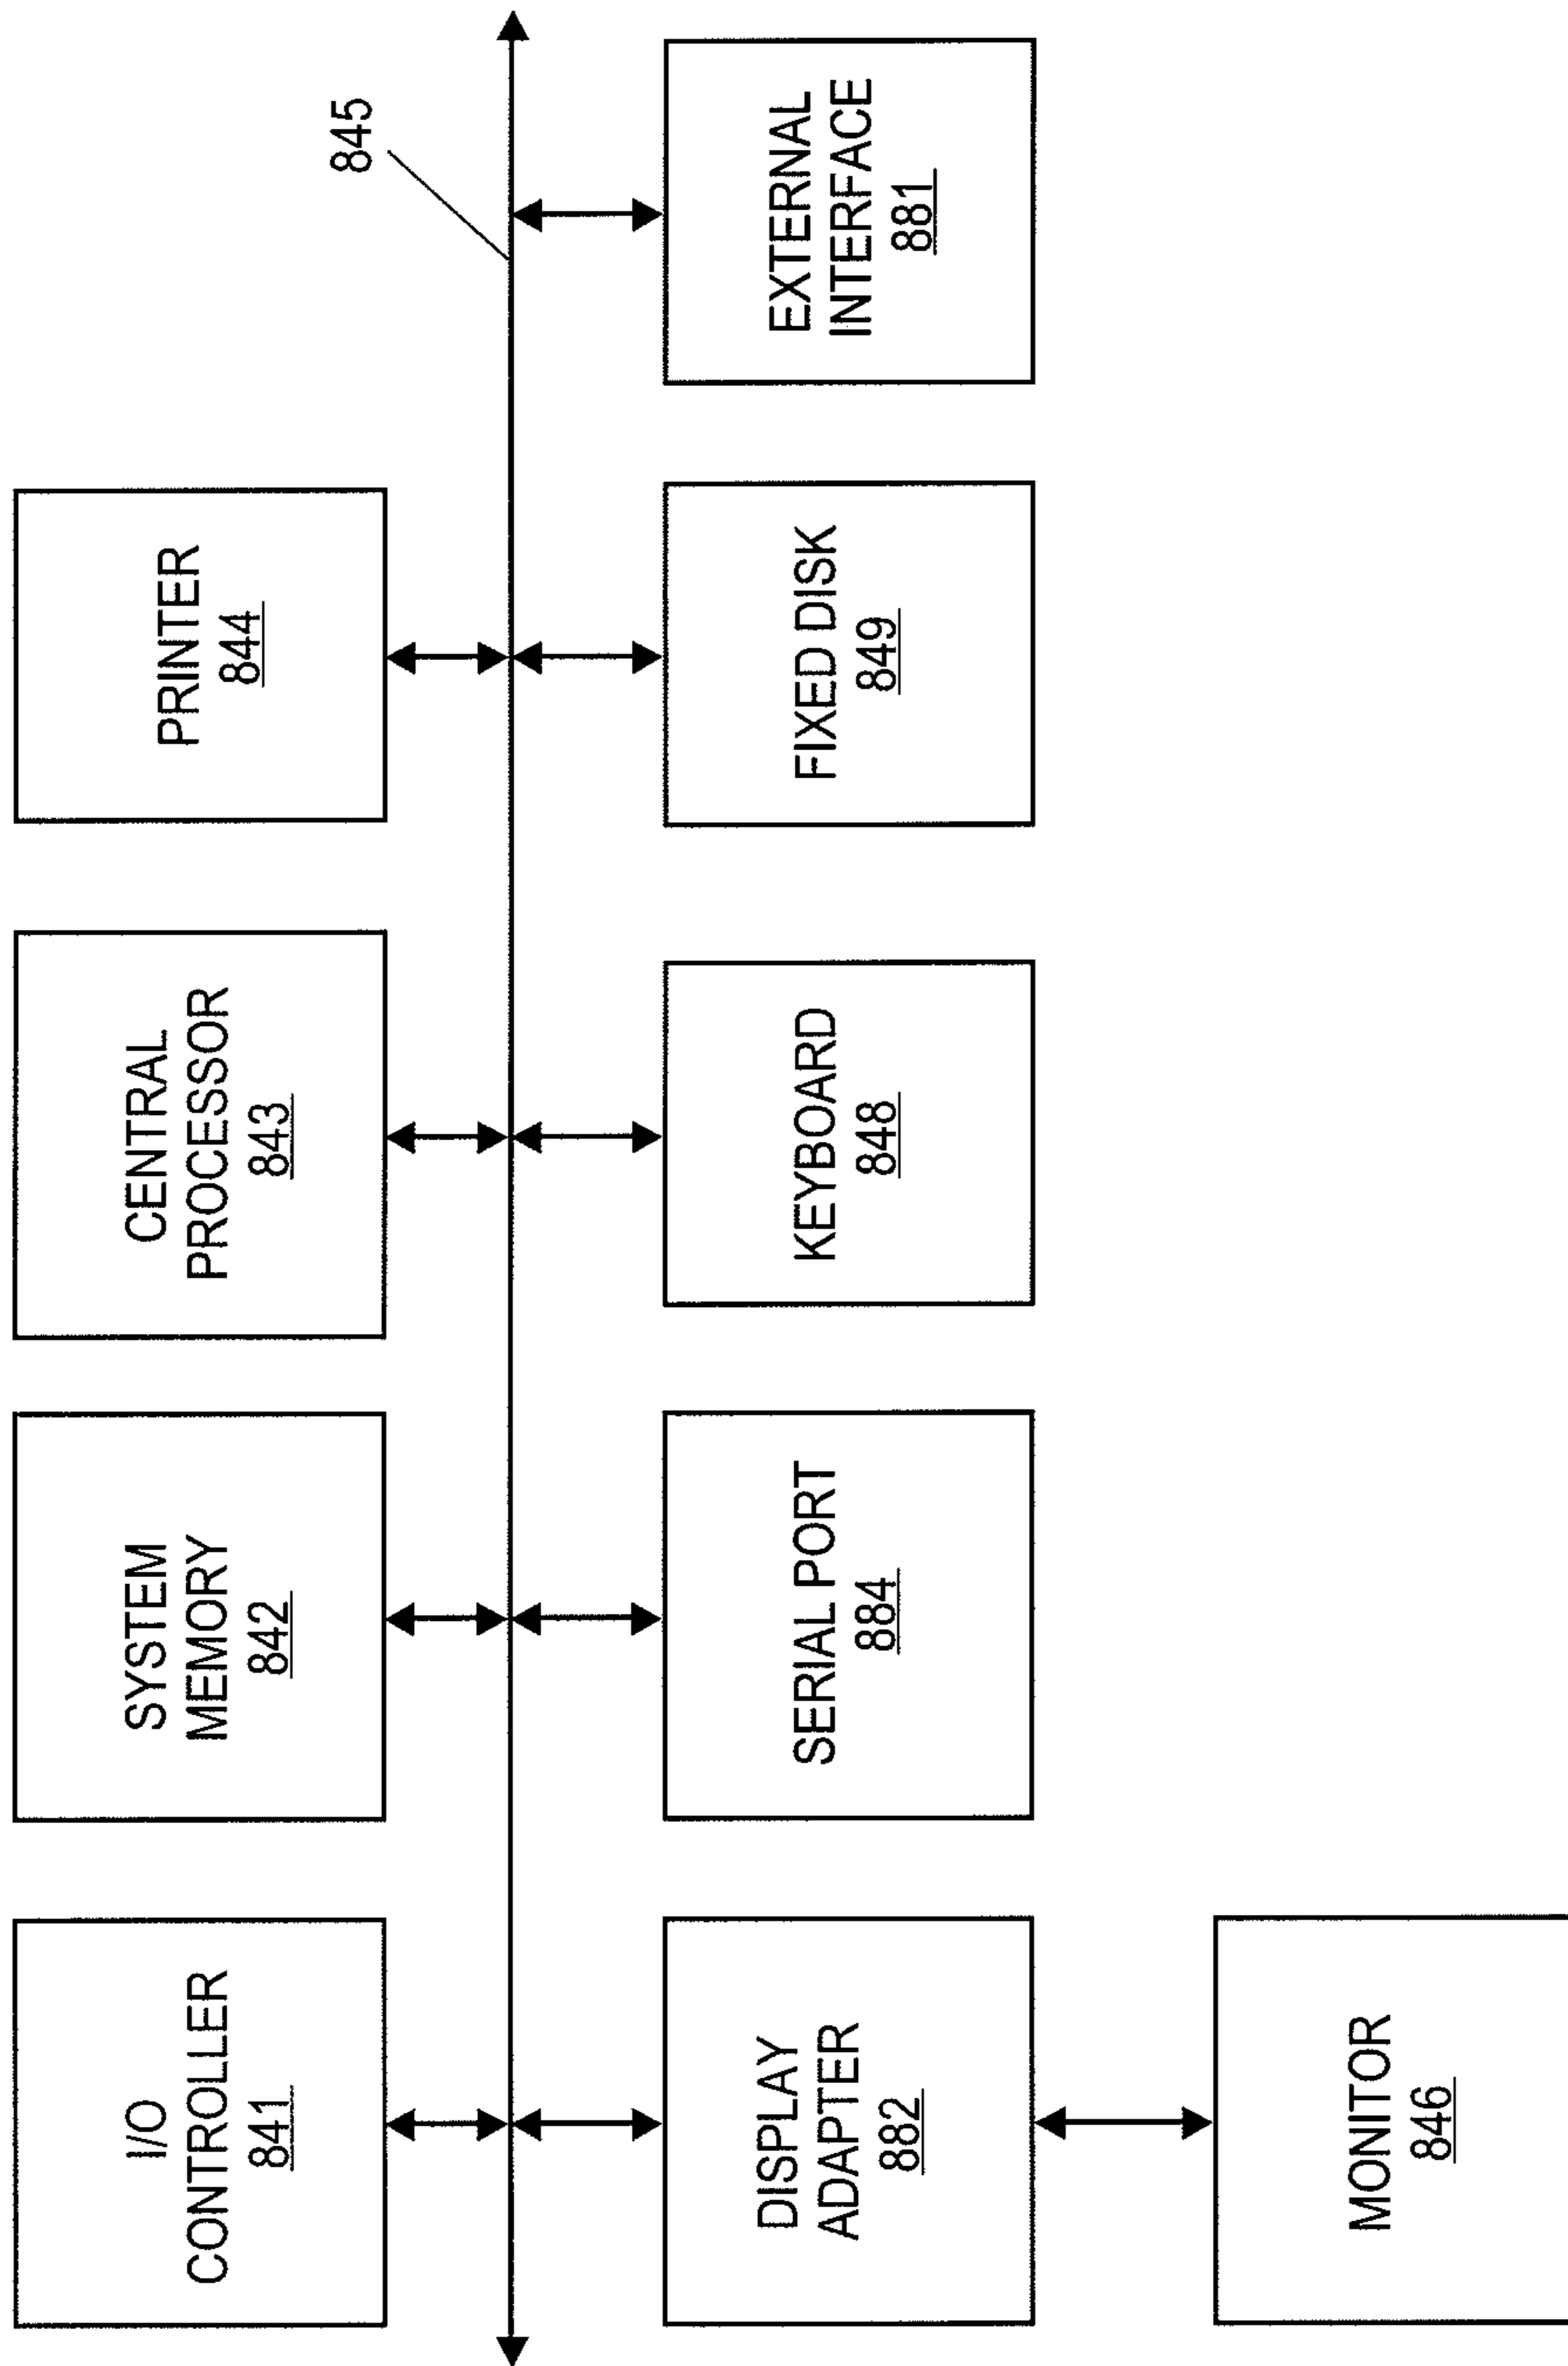 I/O
CONTROLLER
841
SYSTEM
MEMORY
842
CENTRAL
PROCESSOR
843
PRINTER
844
845
DISPLAY
ADAPTER
882
SERIAL PORT
884
KEYBOARD
848
FIXED DISK
849
EXTERNAL
INTERFACE
881
MONITOR
846